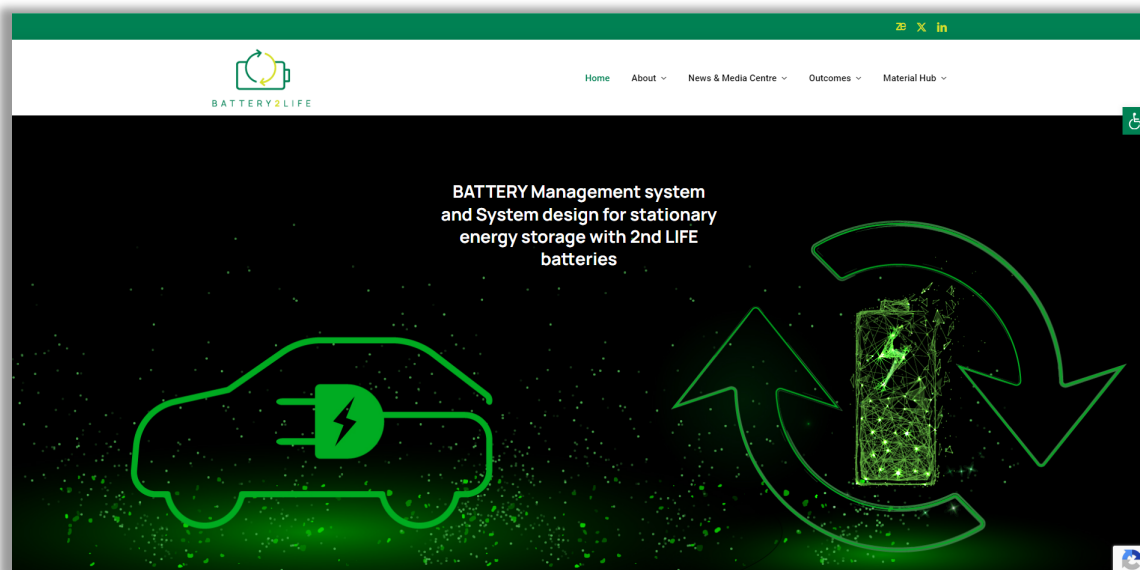 in
BATTERY2LIFE
Home About News & Media Centre Outcomes Material Hub
BATTERY Management system
and System design for stationary
energy storage with 2nd LIFE
batteries